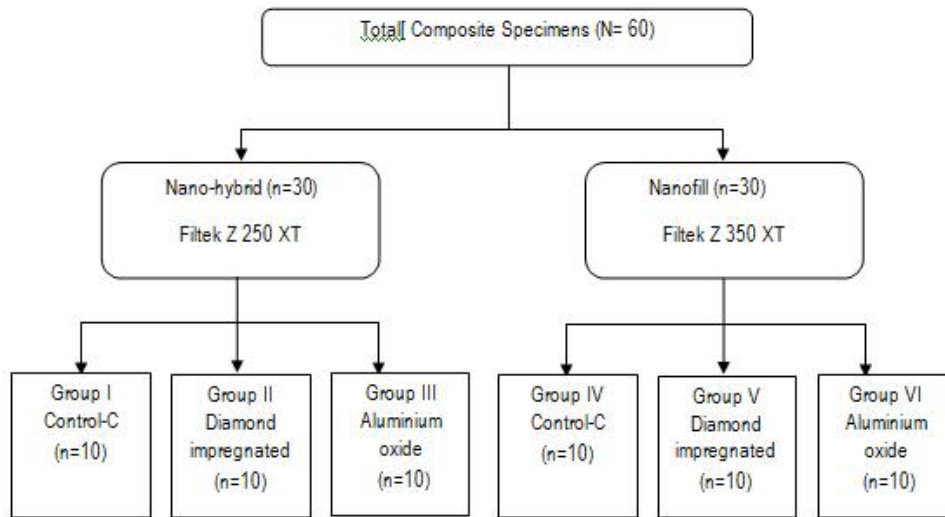 Total[ Composite Specimens (N= 60)
Nano-hybrid (n=30)
Filtek Z 250 XT
Nanofill (n=30)
Filtek Z 350 XT
Group I
Control-C
(n=10)
Group II
Diamond
impregnated
(n=10)
Group III
Aluminium
oxide
(n=10)
Group IV
Control-C
(n=10)
Group V
Diamond
impregnated
(n=10)
Group VI
Aluminium
oxide
(n=10)